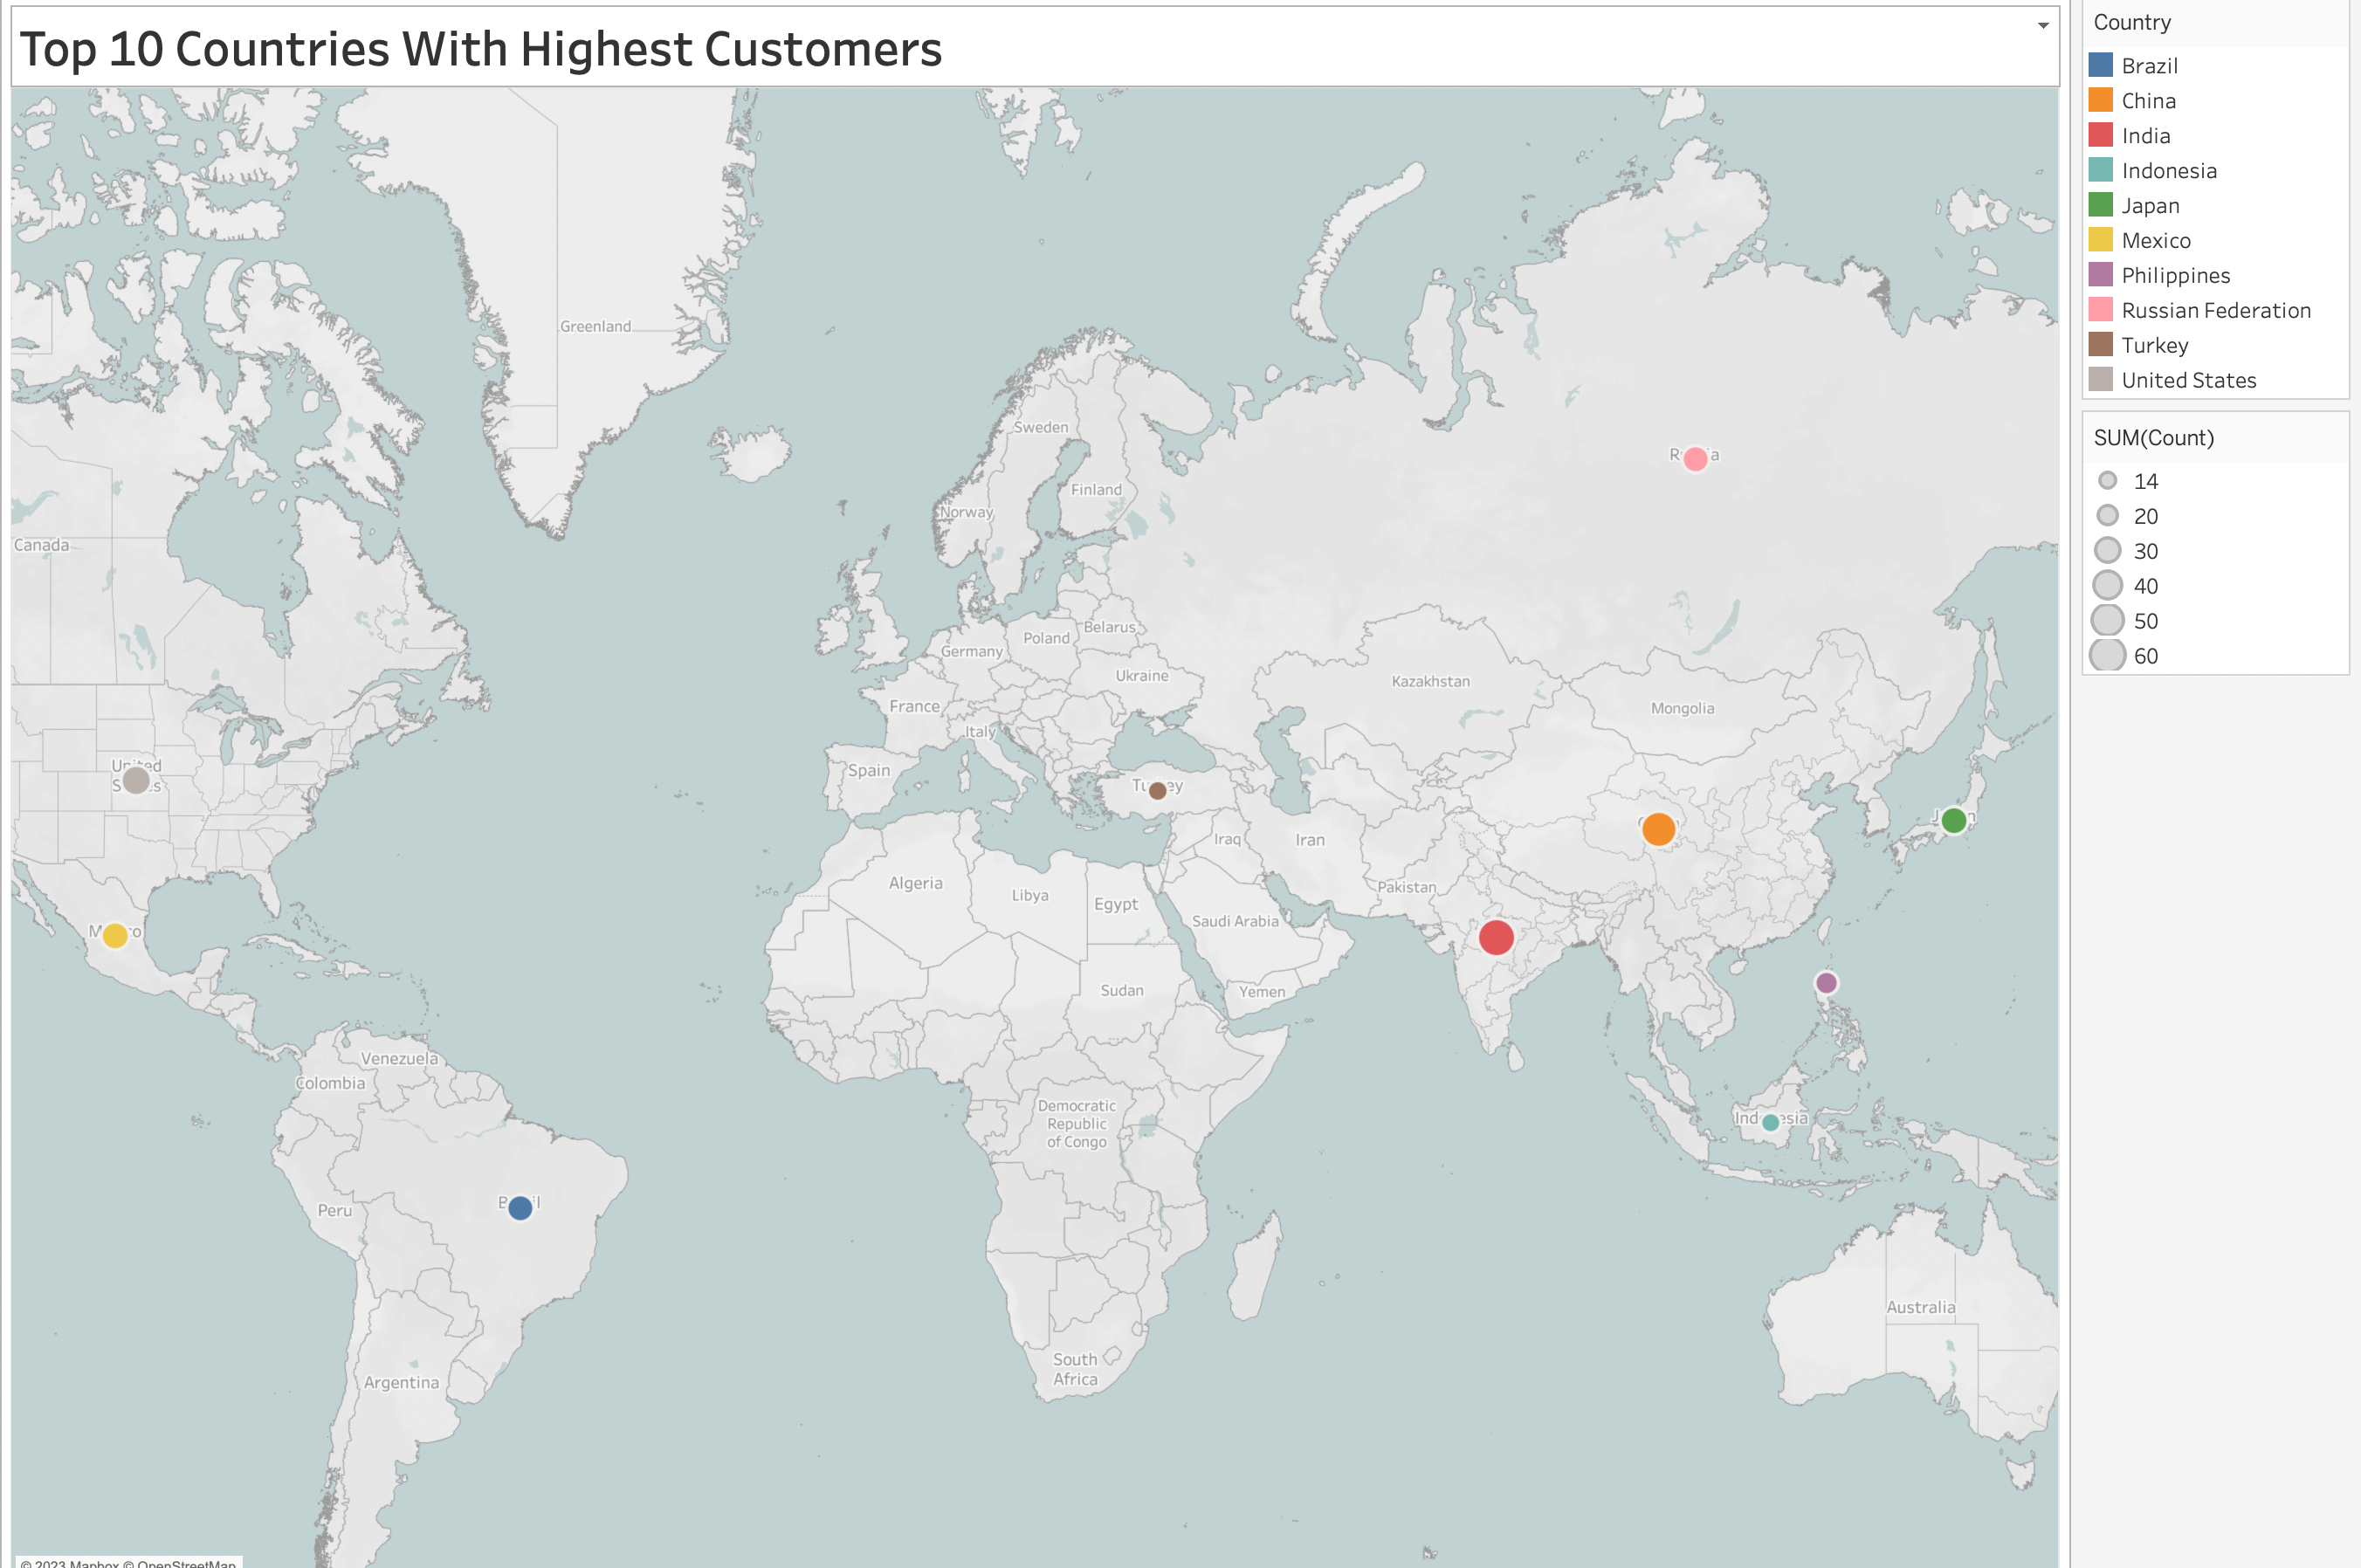 Top 10 Countries With Highest Customers
Greenland
Sweden
Finland
Norway
Canada
Belarus
Poland
Germany
Ukraine
Kazakhstan
France
Mongolia
Italy
United
Spain
Iraq
Iran
Algeria
Pakistan
Libya
Egypt
Saudi Arabia
Sudan
Yemen
Venezuela
Colombia
Democratic
Republic
of Congo
Peru
Australia
South
Africa
Argentina
© 2023 Mapbox © OpenStreetMap
Country
Brazil
China
India
Indonesia
Japan
Mexico
Philippines
Russian Federation
Turkey
United States
SUM(Count)
14
20
30
40
50
60